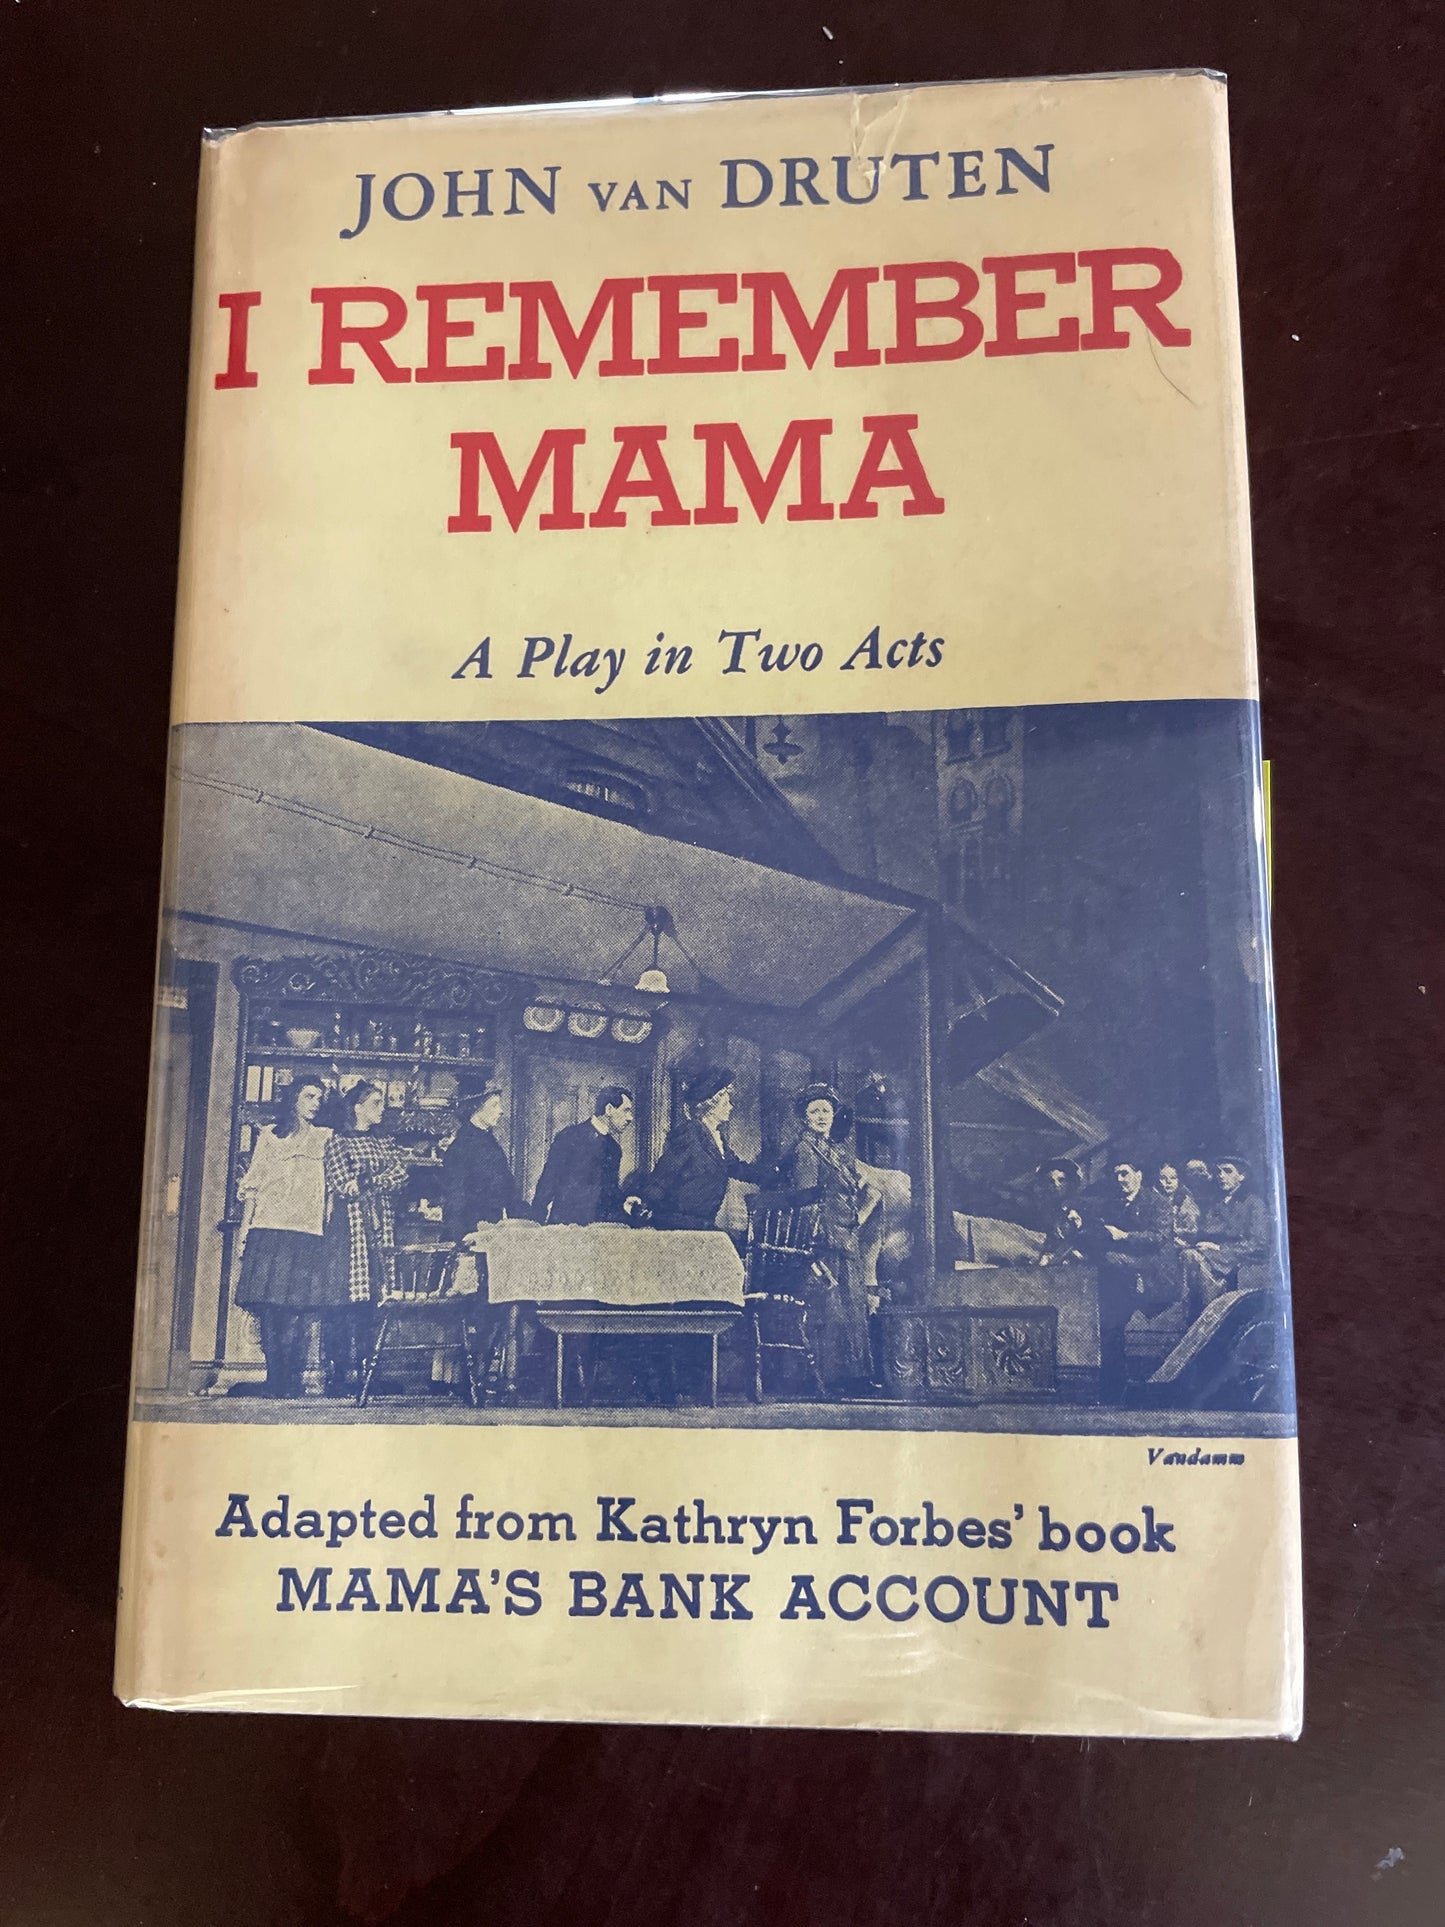 JOHN VAN DRUTEN
I REMEMBER
MAMA
A Play in Two Acts
Vandamm
Adapted from Kathryn Forbes' book
MAMA'S BANK ACCOUNT